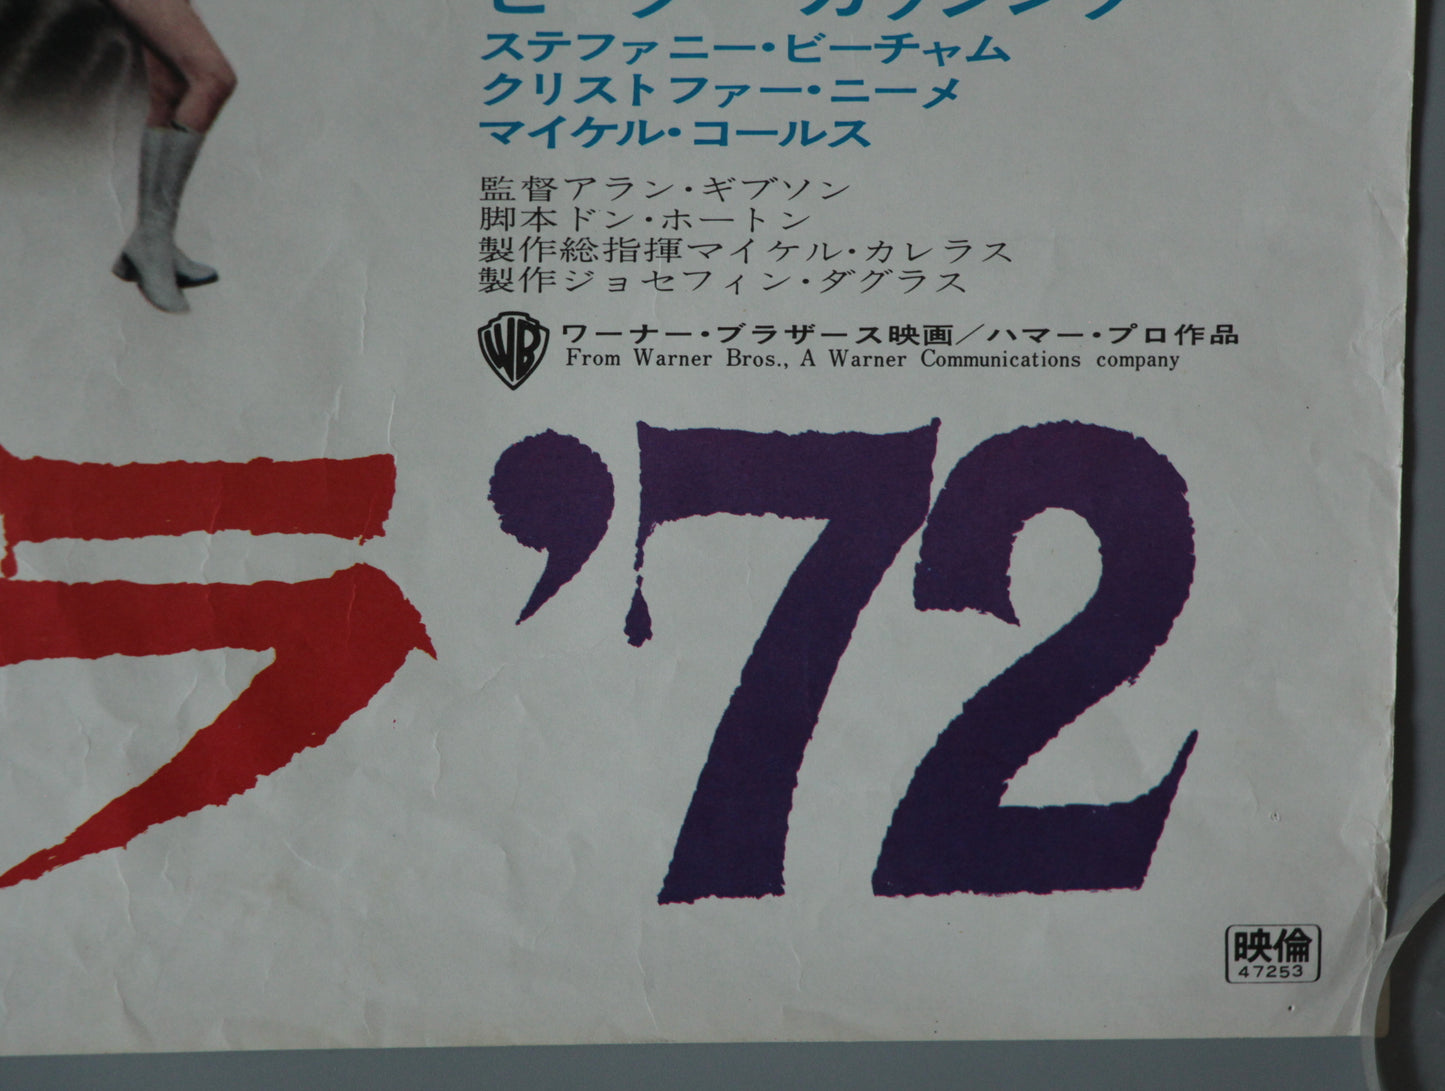 ステファニー・ビーチャム
クリストファー・ニーメ
マイケル・コールス
監督アラン・ギブソン
脚本ドン・ホートン
製作総指揮マイケル・カレラス
製作ジョセフィン・ダグラス
WB
ワーナー・ブラザース映画／ハマー・プロ作品
From Warner Bros., A Warner Communications company
ラ '72
映倫
47253